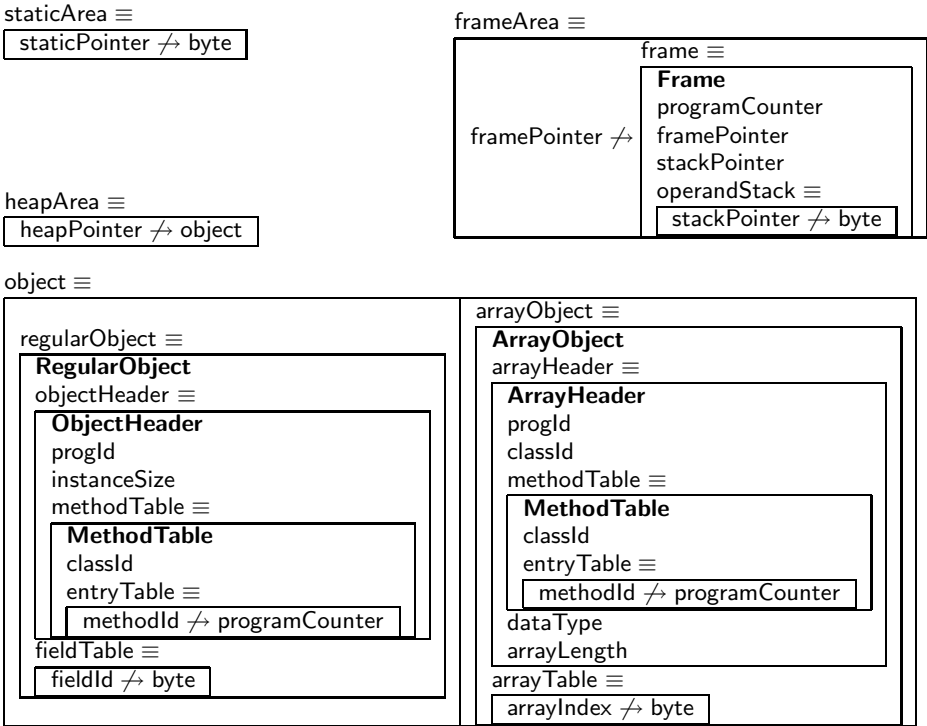 staticArea ≡
staticPointer ↛ byte
frameArea ≡
frame ≡
Frame
programCounter
framePointer ↛ framePointer
stackPointer
operandStack ≡
stackPointer ↛ byte
heapArea ≡
heapPointer ↛ object
object ≡
regularObject ≡
RegularObject
objectHeader ≡
ObjectHeader
progId
instanceSize
methodTable ≡
MethodTable
classId
entryTable ≡
methodId ↛ programCounter
fieldTable ≡
fieldId ↛ byte
arrayObject ≡
ArrayObject
arrayHeader ≡
ArrayHeader
progId
classId
methodTable ≡
MethodTable
classId
entryTable ≡
methodId ↛ programCounter
dataType
arrayLength
arrayTable ≡
arrayIndex ↛ byte